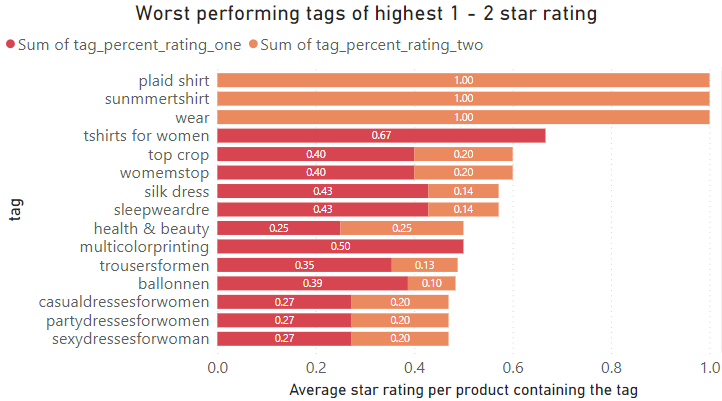 Worst performing tags of highest 1 - 2 star rating
Sum of tag_percent_rating_one Sum of tag_percent_rating_two
tag
plaid shirt 1.00
sunmmertshirt 1.00
wear 1.00
tshirts for women 0.67
top crop 0.40 0.20
womemstop 0.40 0.20
silk dress 0.43 0.14
sleepweardre 0.43 0.14
health & beauty 0.25 0.25
multicolorprinting 0.50
trousersformen 0.35 0.13
ballonnen 0.39 0.10
casualdressesforwomen 0.27 0.20
partydressesforwomen 0.27 0.20
sexydressesforwoman 0.27 0.20
0.0 0.2 0.4 0.6 0.8 1.0
Average star rating per product containing the tag